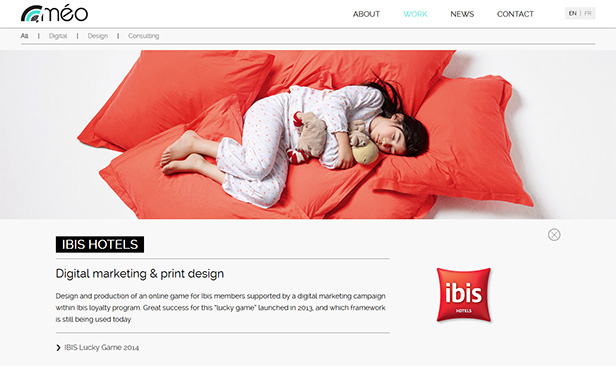 méo
ABOUT WORK NEWS CONTACT EN | FR
All | Digital | Design | Consulting
IBIS HOTELS
Digital marketing & print design
Design and production of an online game for Ibis members supported by a digital marketing campaign
within Ibis loyalty program. Great success for this "lucky game" launched in 2013, and which framework
is still being used today.
❯ IBIS Lucky Game 2014
ibis
HOTELS